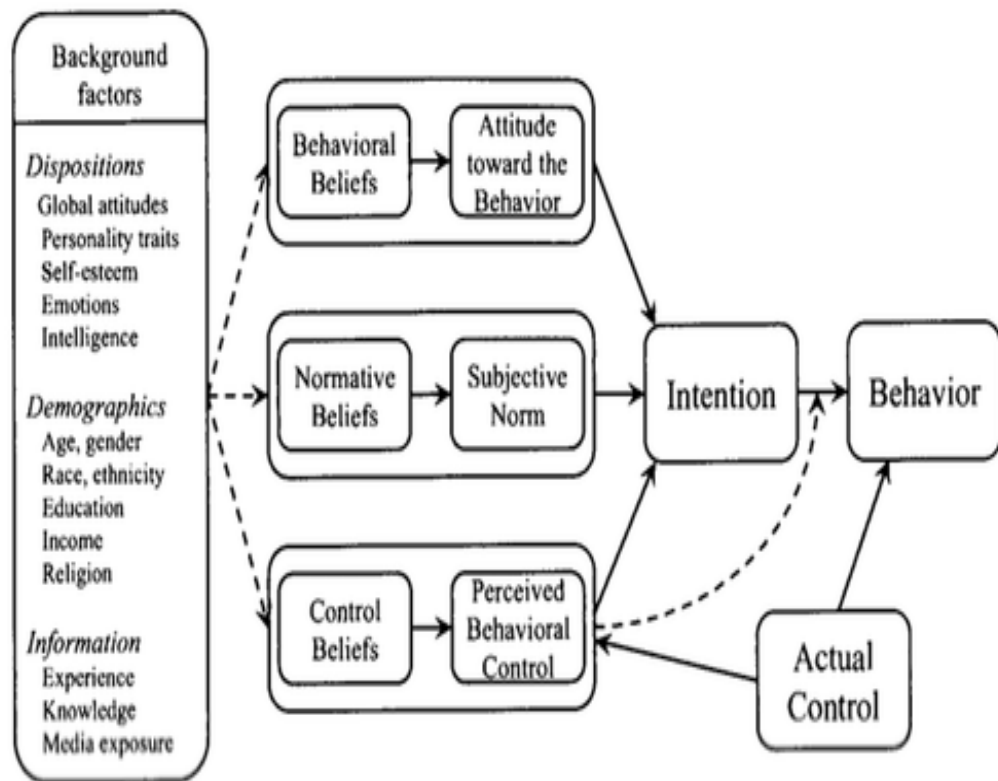 Background
factors
Dispositions
Global attitudes
Personality traits
Self-esteem
Emotions
Intelligence
Demographics
Age, gender
Race, ethnicity
Education
Income
Religion
Information
Experience
Knowledge
Media exposure
Behavioral
Beliefs
Attitude
toward the
Behavior
Normative
Beliefs
Subjective
Norm
Control
Beliefs
Perceived
Behavioral
Control
Intention
Behavior
Actual
Control